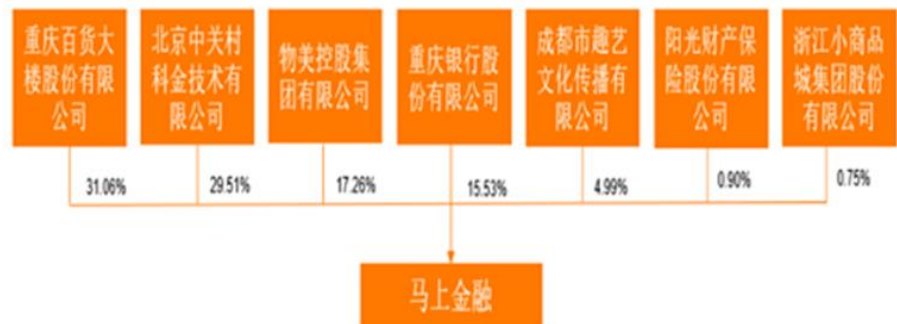 重庆百货大
楼股份有限
公司
北京中关村
科金技术有
限公司
物美控股集
团有限公司
重庆银行股
份有限公司
成都市趣艺
文化传播有
限公司
阳光财产保
险股份有限
公司
浙江小商品
城集团股份
有限公司
31.06%
29.51%
17.26%
15.53%
4.99%
0.90%
0.75%
马上金融